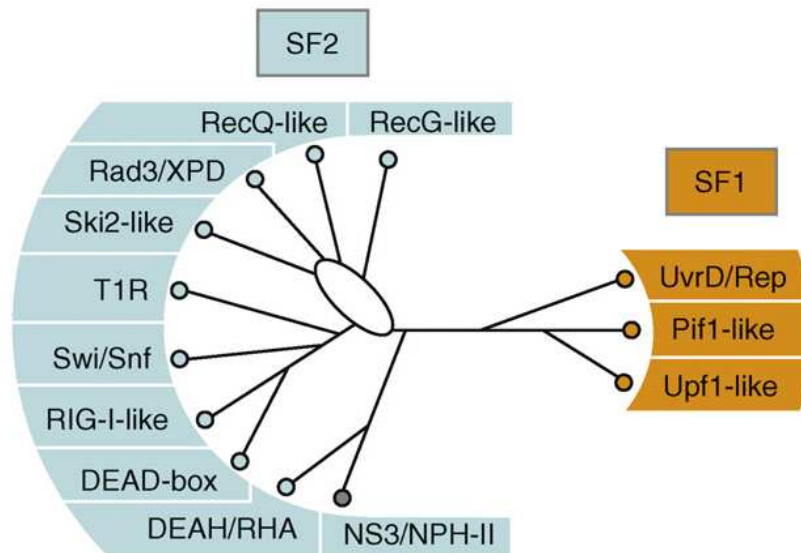 SF2
RecQ-like
RecG-like
Rad3/XPD
Ski2-like
T1R
Swi/Snf
RIG-I-like
DEAD-box
DEAH/RHA
NS3/NPH-II
SF1
UvrD/Rep
Pif1-like
Upf1-like